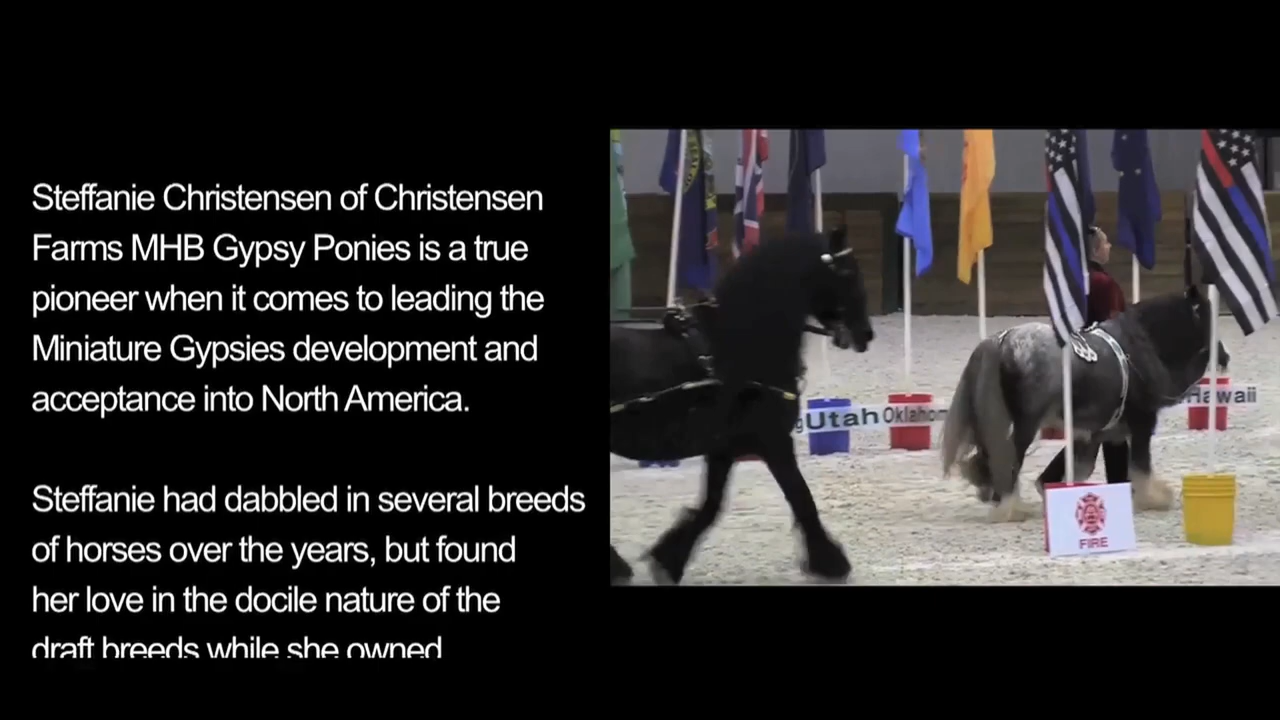 Steffanie Christensen of Christensen
Farms MHB Gypsy Ponies is a true
pioneer when it comes to leading the
Miniature Gypsies development and
acceptance into North America.
Steffanie had dabbled in several breeds
of horses over the years, but found
her love in the docile nature of the
draft breeds while she owned
Utah
Oklahom
Hawaii
FIRE